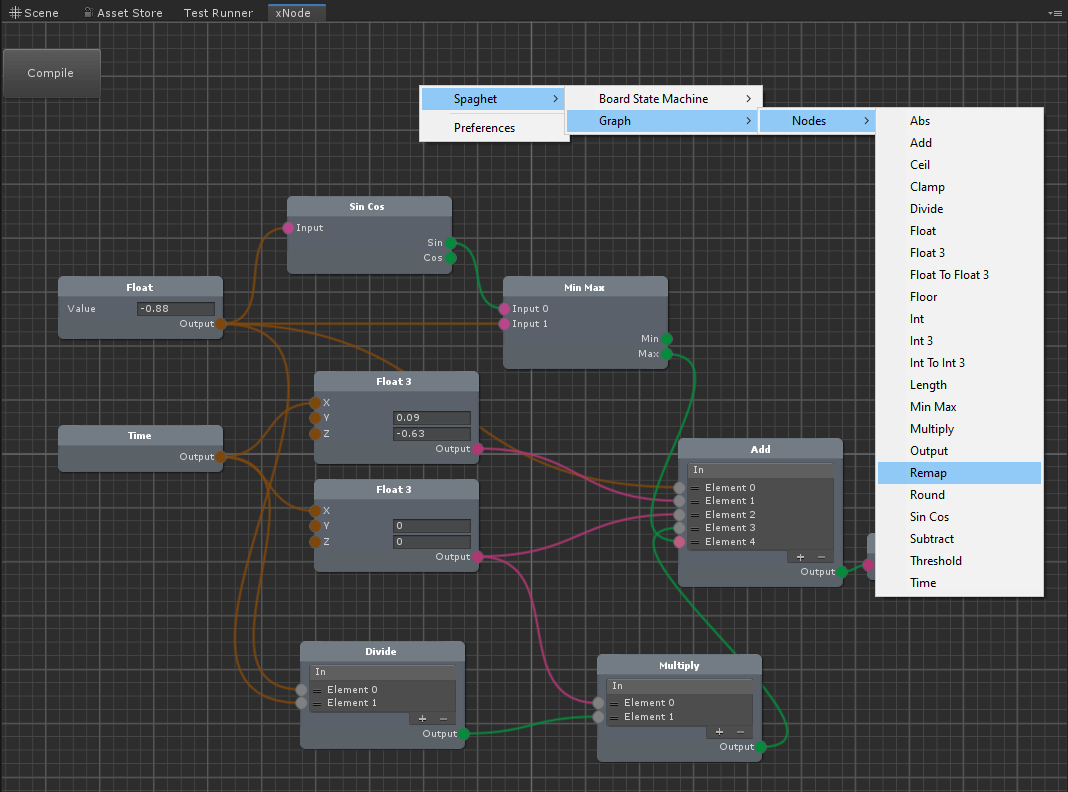 Scene Asset Store Test Runner xNode
Compile
Spaghet
Preferences
Board State Machine
Graph
Nodes
Abs
Add
Ceil
Clamp
Divide
Float
Float 3
Float To Float 3
Floor
Int
Int 3
Int To Int 3
Length
Min Max
Multiply
Output
Remap
Round
Sin Cos
Subtract
Threshold
Time
Sin Cos
Input
Sin
Cos
Float
Value -0.88
Output
Min Max
Input 0
Input 1
Min
Max
Float 3
X
Y 0.09
Z -0.63
Output
Time
Output
Float 3
X
Y 0
Z 0
Output
Add
In
= Element 0
= Element 1
= Element 2
= Element 3
= Element 4
+ −
Output
Divide
In
= Element 0
= Element 1
+ −
Output
Multiply
In
= Element 0
= Element 1
+ −
Output